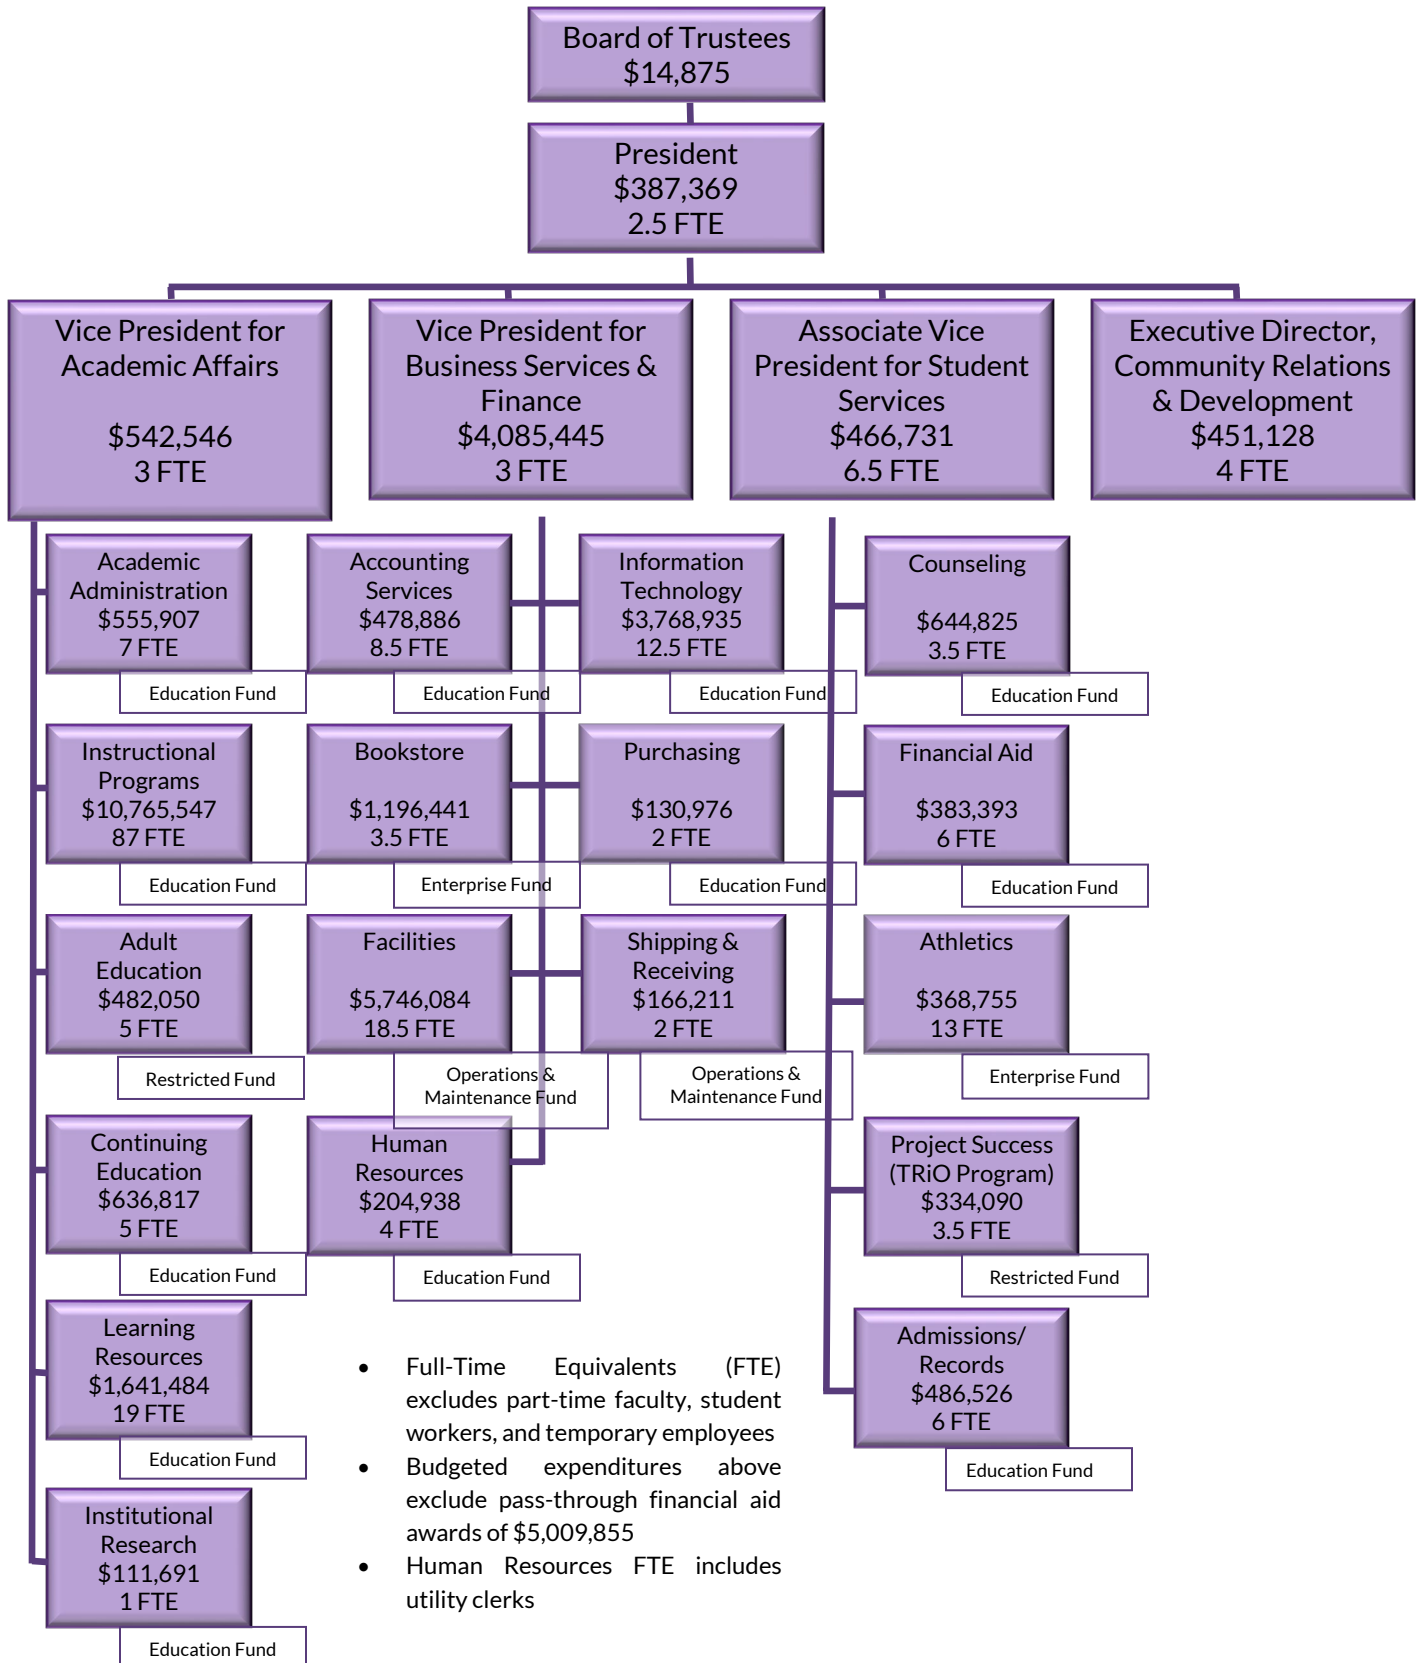 Board of Trustees
$14,875
President
$387,369
2.5 FTE
Vice President for
Academic Affairs
$542,546
3 FTE
Vice President for
Business Services &
Finance
$4,085,445
3 FTE
Associate Vice
President for Student
Services
$466,731
6.5 FTE
Executive Director,
Community Relations
& Development
$451,128
4 FTE
Academic
Administration
$555,907
7 FTE
Education Fund
Instructional
Programs
$10,765,547
87 FTE
Education Fund
Adult
Education
$482,050
5 FTE
Restricted Fund
Continuing
Education
$636,817
5 FTE
Education Fund
Learning
Resources
$1,641,484
19 FTE
Education Fund
Institutional
Research
$111,691
1 FTE
Education Fund
Accounting
Services
$478,886
8.5 FTE
Education Fund
Bookstore
$1,196,441
3.5 FTE
Enterprise Fund
Facilities
$5,746,084
18.5 FTE
Operations &
Maintenance Fund
Human
Resources
$204,938
4 FTE
Education Fund
Information
Technology
$3,768,935
12.5 FTE
Education Fund
Purchasing
$130,976
2 FTE
Education Fund
Shipping &
Receiving
$166,211
2 FTE
Operations &
Maintenance Fund
Counseling
$644,825
3.5 FTE
Education Fund
Financial Aid
$383,393
6 FTE
Education Fund
Athletics
$368,755
13 FTE
Enterprise Fund
Project Success
(TRiO Program)
$334,090
3.5 FTE
Restricted Fund
Admissions/
Records
$486,526
6 FTE
Education Fund
• Full-Time Equivalents (FTE)
excludes part-time faculty, student
workers, and temporary employees
• Budgeted expenditures above
exclude pass-through financial aid
awards of $5,009,855
• Human Resources FTE includes
utility clerks